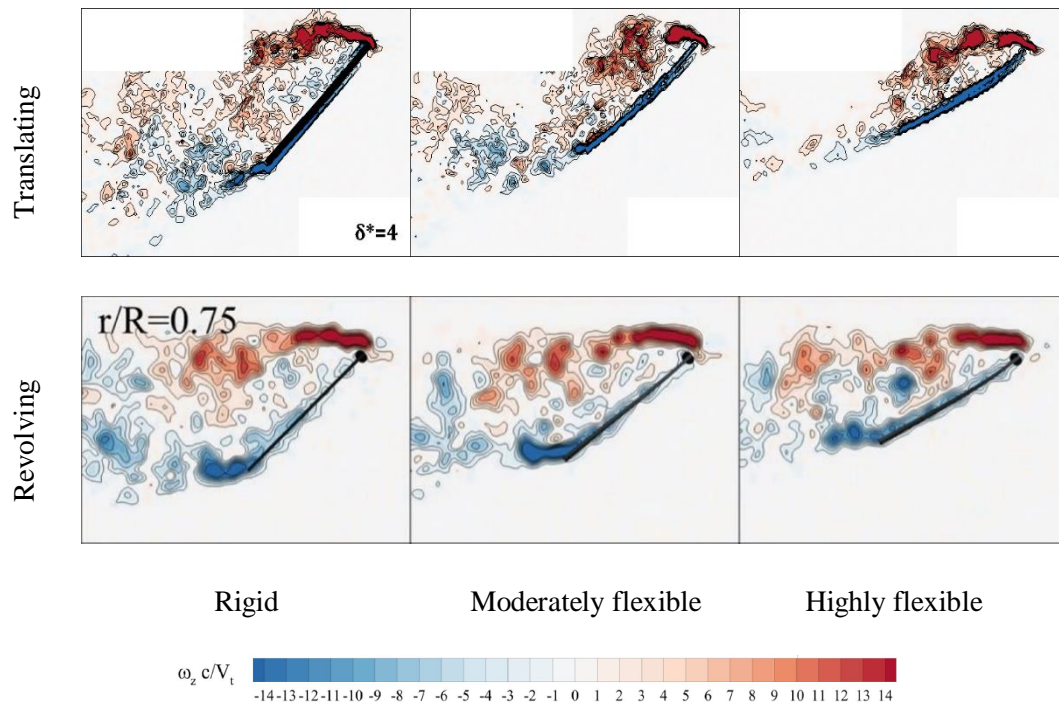 Translating
δ*=4
r/R=0.75
Revolving
Rigid Moderately flexible Highly flexible
ω_z c/V_t
-14 -13 -12 -11 -10 -9 -8 -7 -6 -5 -4 -3 -2 -1 0 1 2 3 4 5 6 7 8 9 10 11 12 13 14